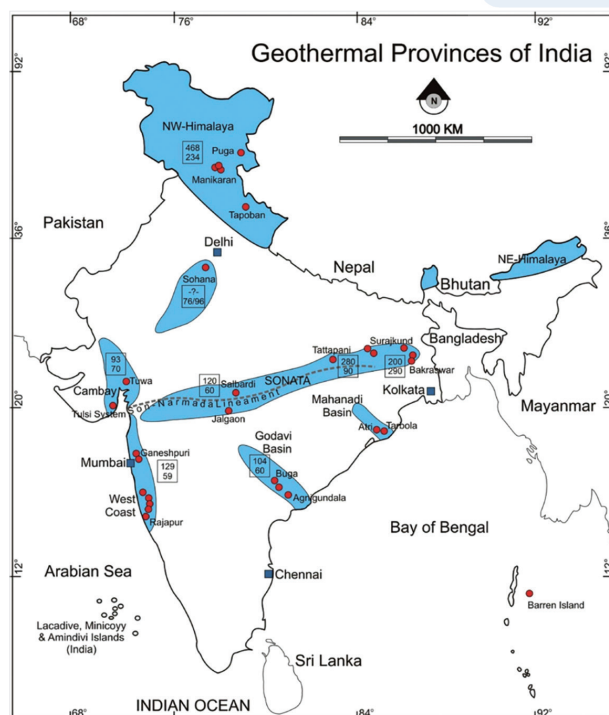 68°
76°
84°
92°
Geothermal Provinces of India
92°
92°
N
1000 KM
NW-Himalaya
468
234
Puga
Manikaran
Tapoban
Pakistan
36°
36°
Delhi
Nepal
NE-Himalaya
Bhutan
Sohana
-?-
76/96
Bangladesh
Surajkund
Tattapani
280
90
200
290
Bakraswar
93
70
Tuwa
120
60
Salbardi
SONATA
Cambay
Son-Narmada Lineament
Tulsi System
Jalgaon
Kolkata
20°
20°
Mahanadi
Basin
Mayanmar
Atri
Tarbola
Godavi
Basin
Ganeshpuri
Mumbai
129
59
104
60
Buga
Agnigundala
West
Coast
Rajapur
Bay of Bengal
Arabian Sea
12°
12°
Chennai
Barren Island
Lacadive, Minicoyy
& Amindivi Islands
(India)
Sri Lanka
INDIAN OCEAN
68°
76°
84°
92°